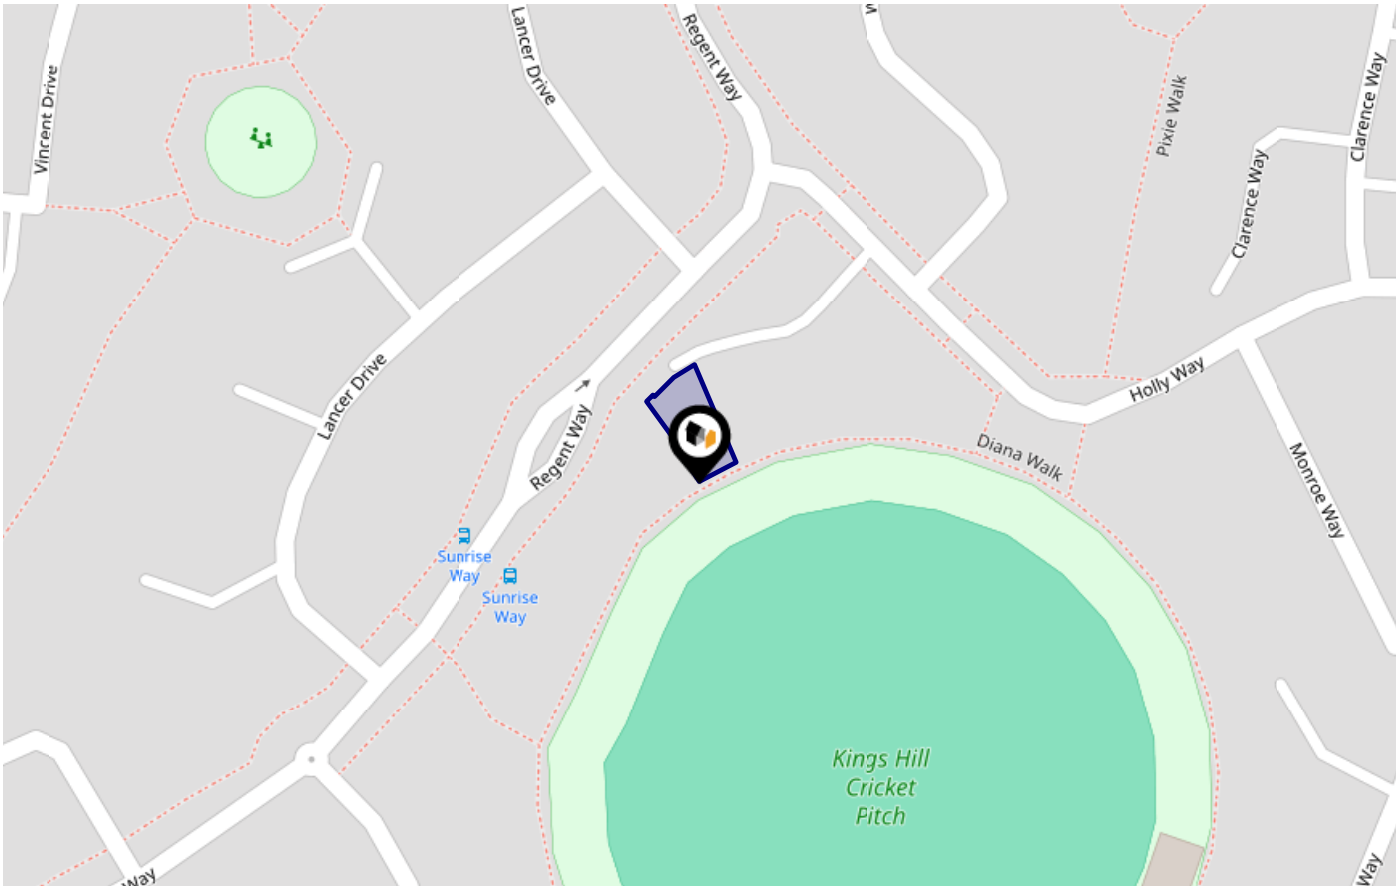 Lancer Drive
Regent Way
Vincent Drive
Pixie Walk
Clarence Way
Clarence Way
Lancer Drive
Regent Way
Holly Way
Diana Walk
Monroe Way
Sunrise
Way
Sunrise
Way
Kings Hill
Cricket
Pitch
Way
Way